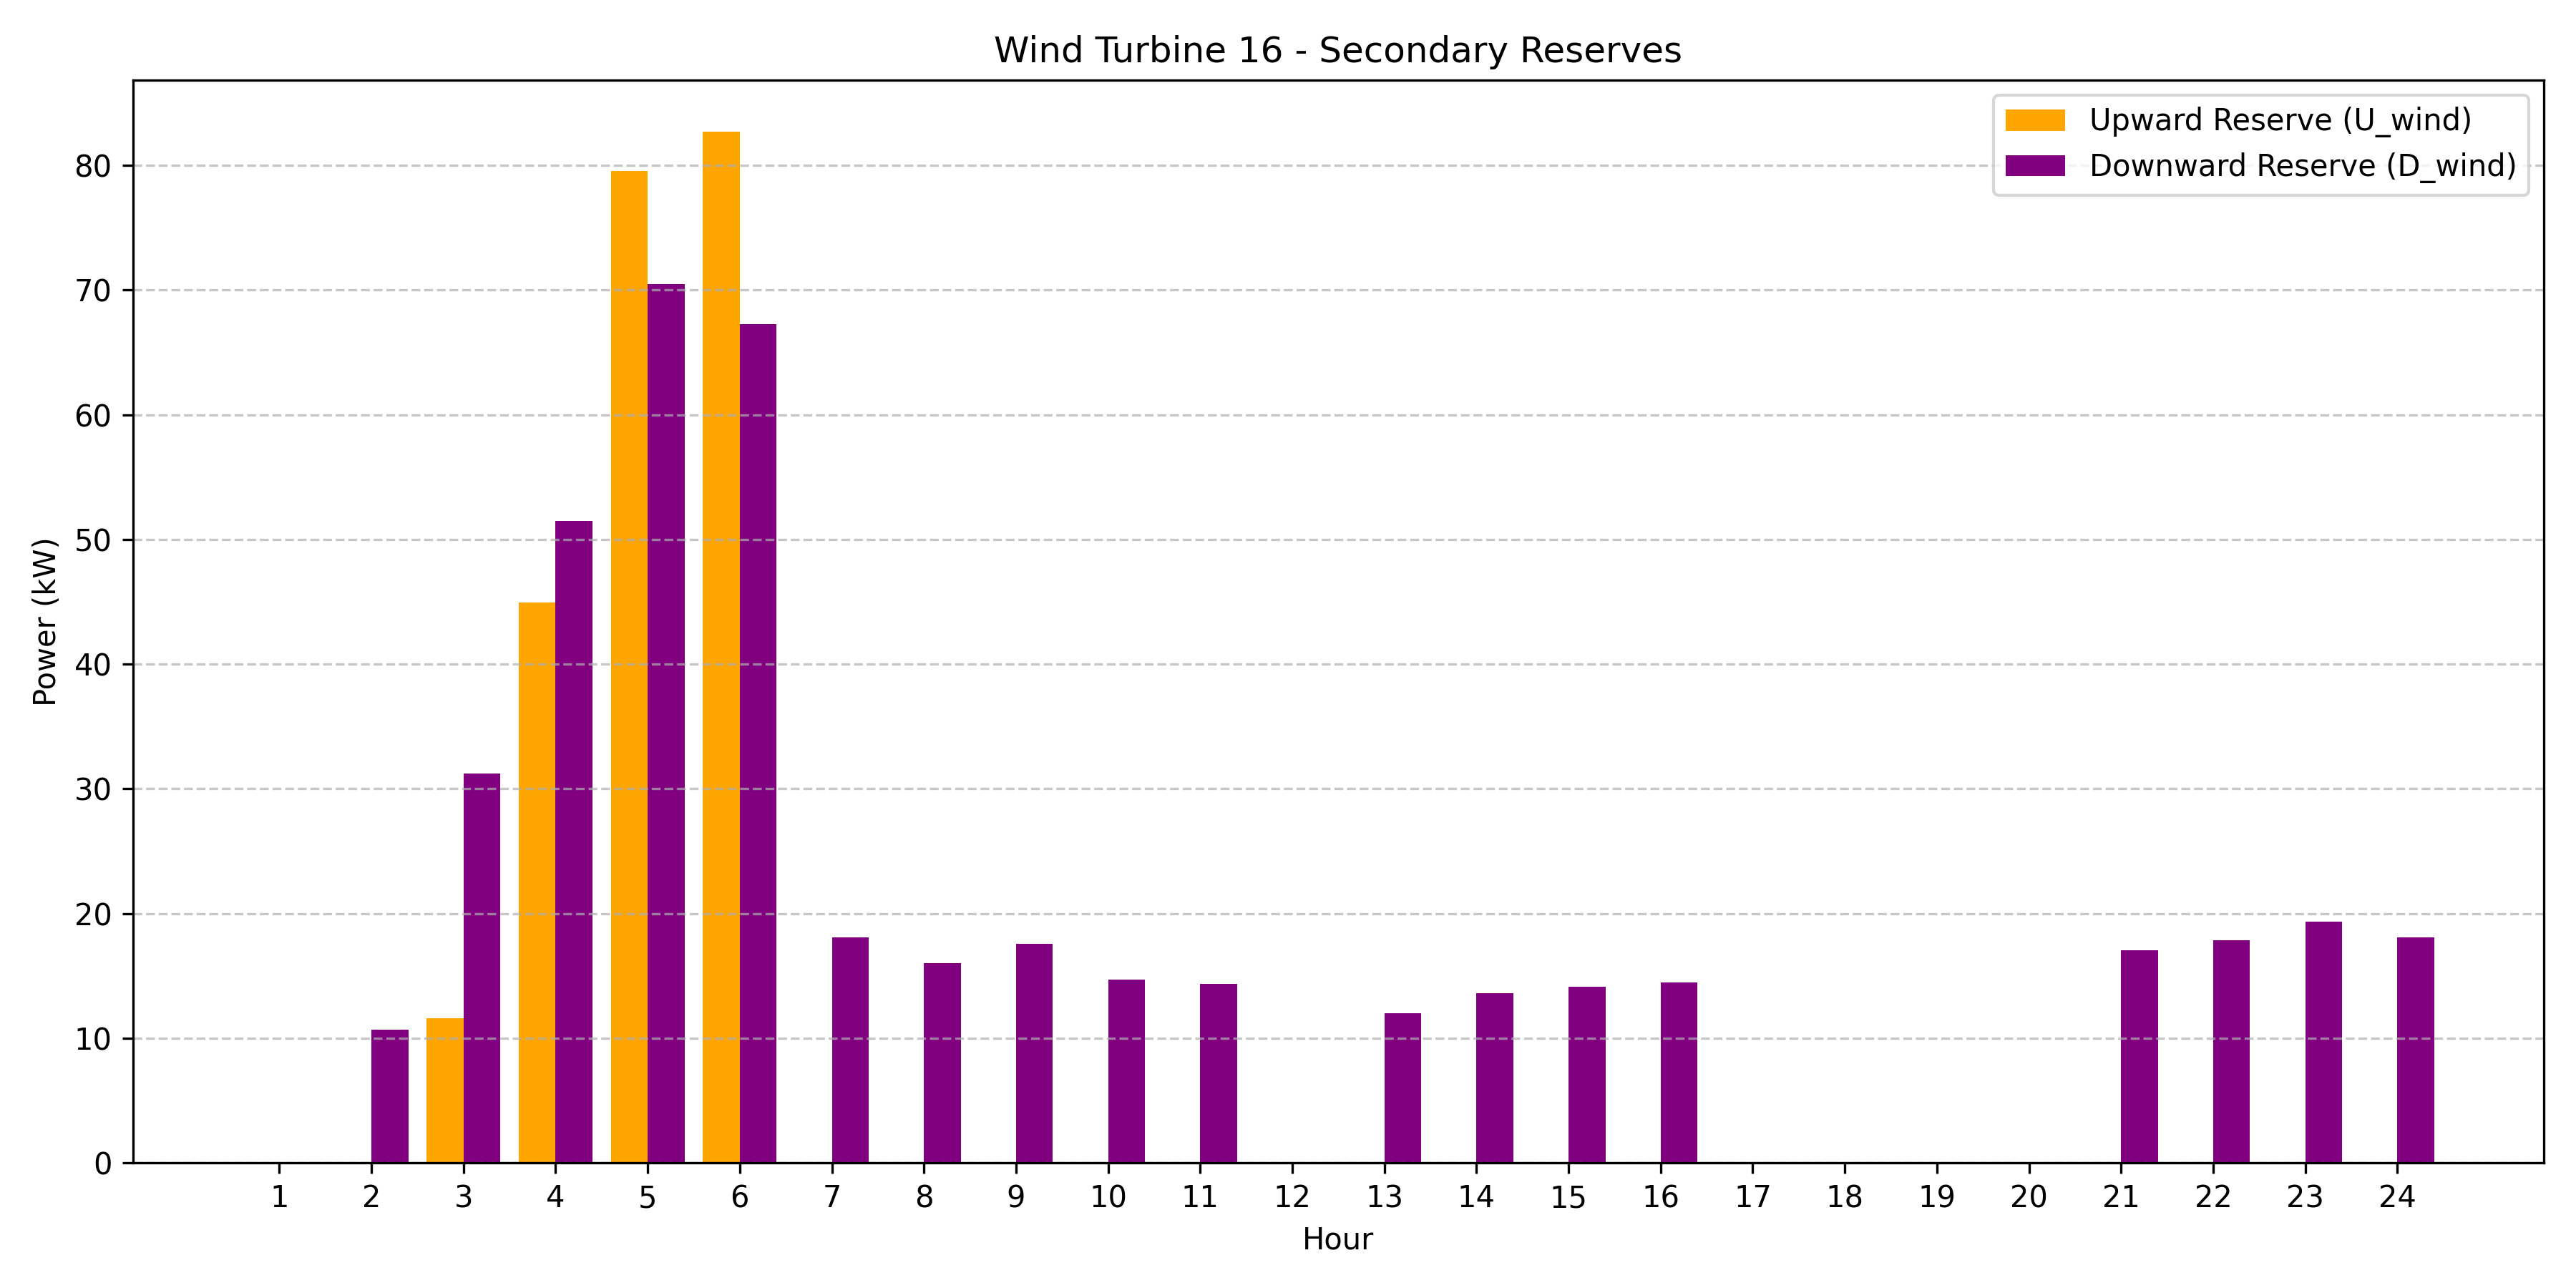 Wind Turbine 16 - Secondary Reserves
Upward Reserve (U_wind)
Downward Reserve (D_wind)
Power (kW)
80
70
60
50
40
30
20
10
0
1 2 3 4 5 6 7 8 9 10 11 12 13 14 15 16 17 18 19 20 21 22 23 24
Hour